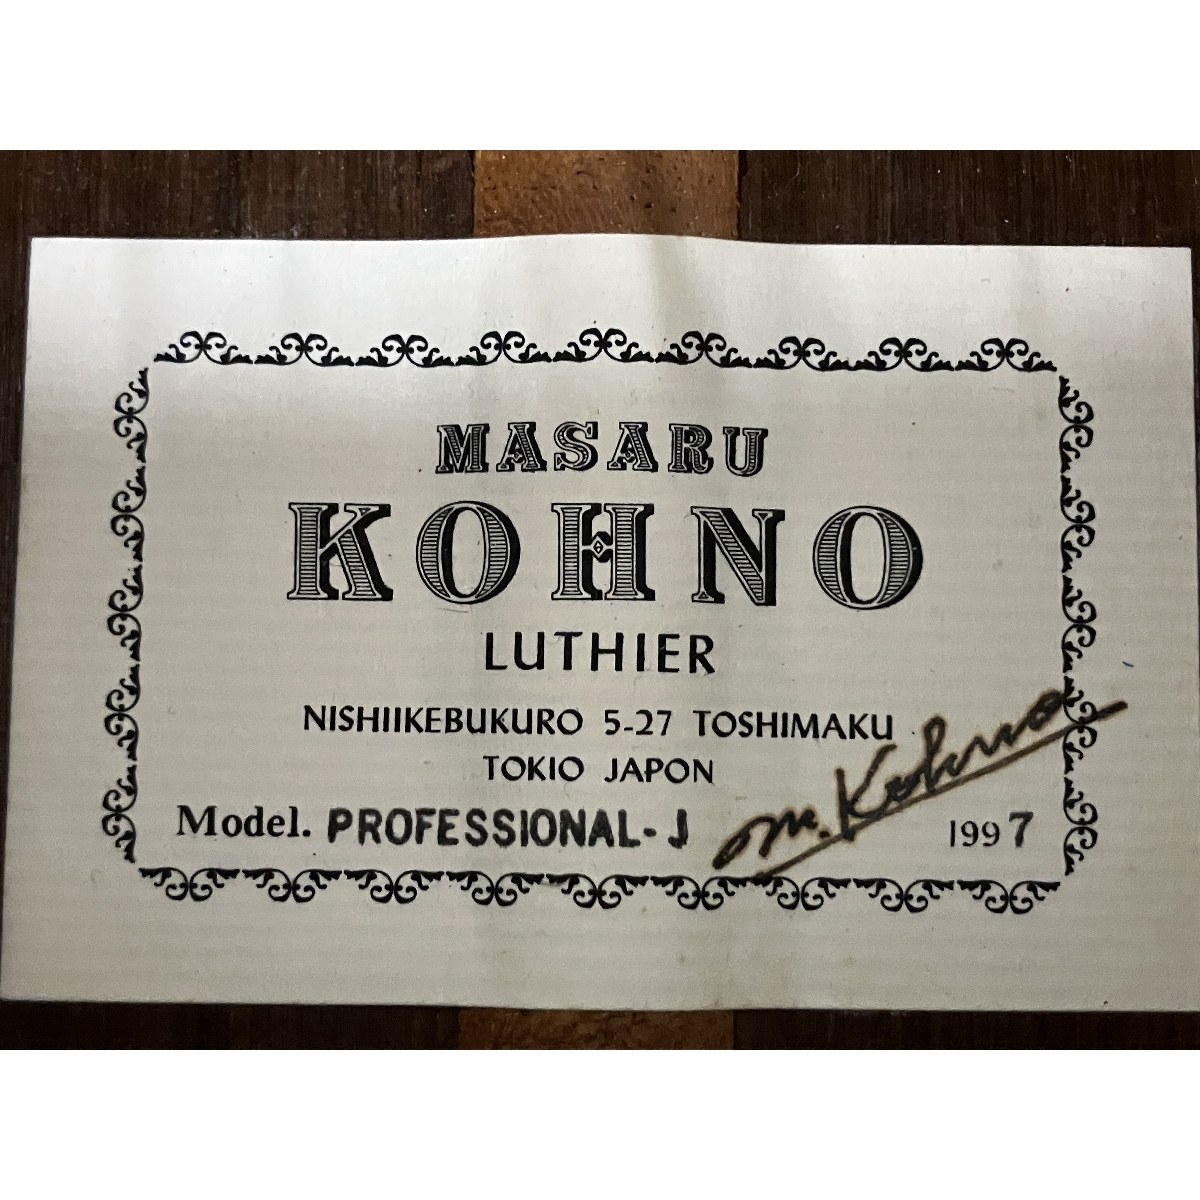 MASARU
KOHNO
LUTHIER
NISHIIKEBUKURO 5-27 TOSHIMAKU
TOKIO JAPON
Model. PROFESSIONAL-J m. Kohno 1997